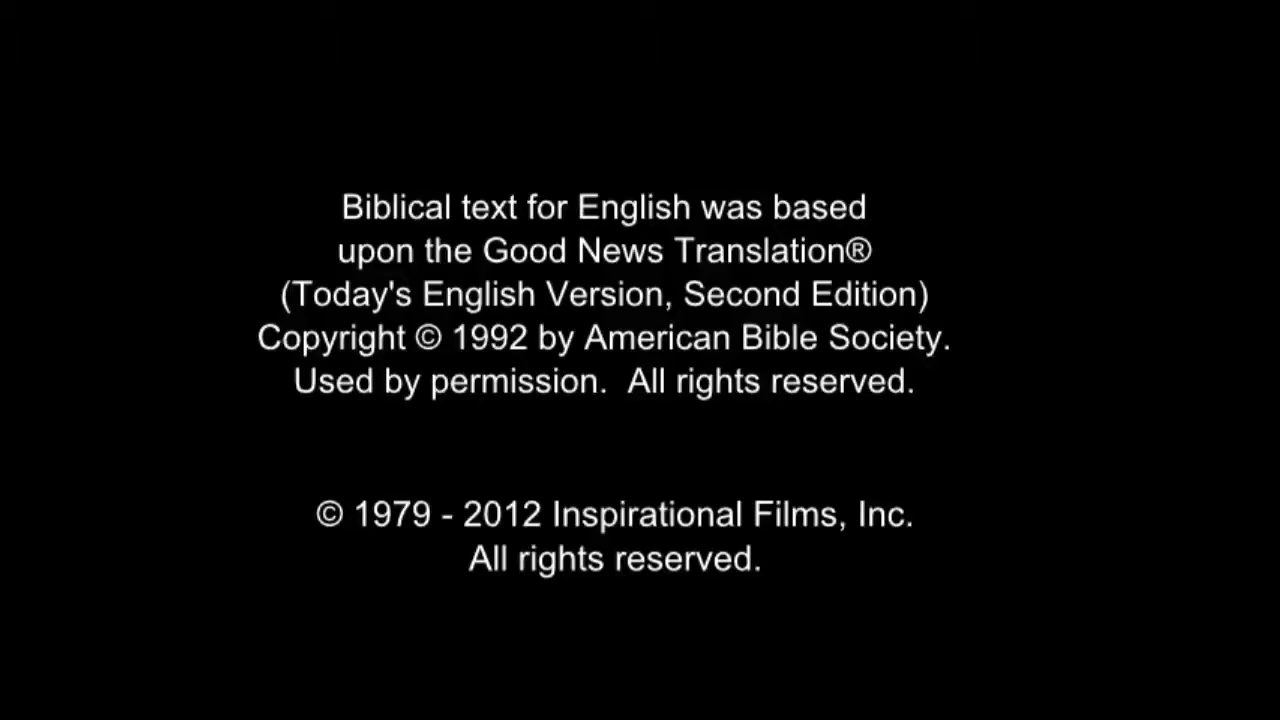 Biblical text for English was based
upon the Good News Translation®
(Today's English Version, Second Edition)
Copyright © 1992 by American Bible Society.
Used by permission.  All rights reserved.
© 1979 - 2012 Inspirational Films, Inc.
All rights reserved.